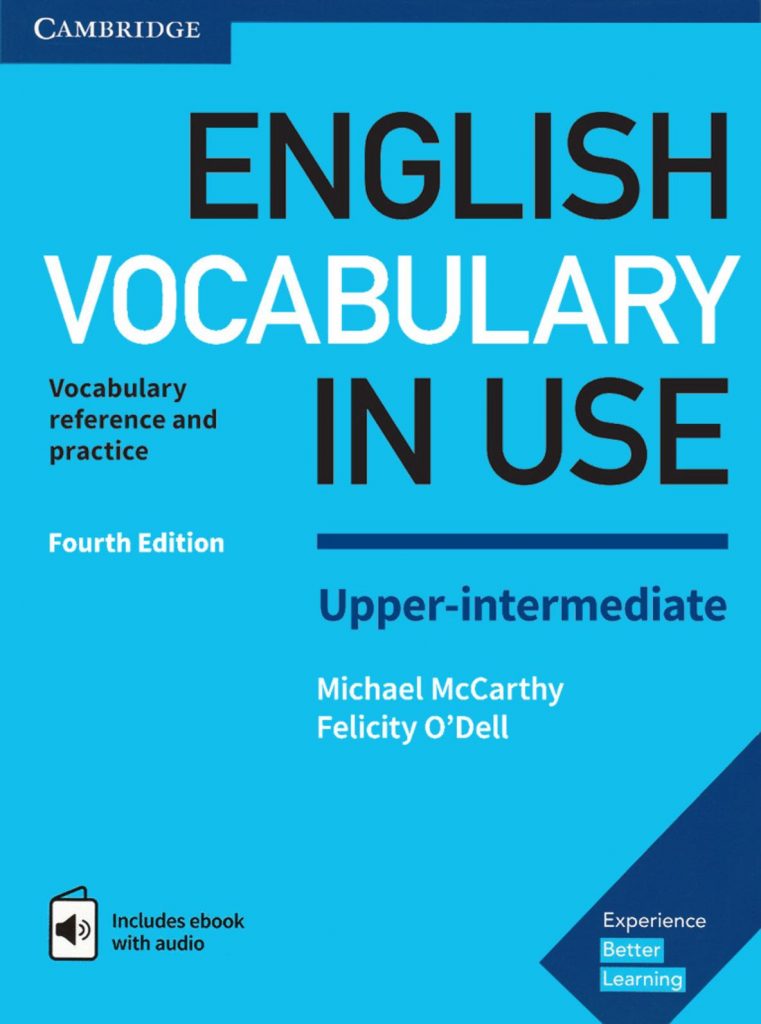 CAMBRIDGE
ENGLISH
VOCABULARY
IN USE
Vocabulary
reference and
practice
Fourth Edition
Upper-intermediate
Michael McCarthy
Felicity O’Dell
Includes ebook
with audio
Experience
Better
Learning